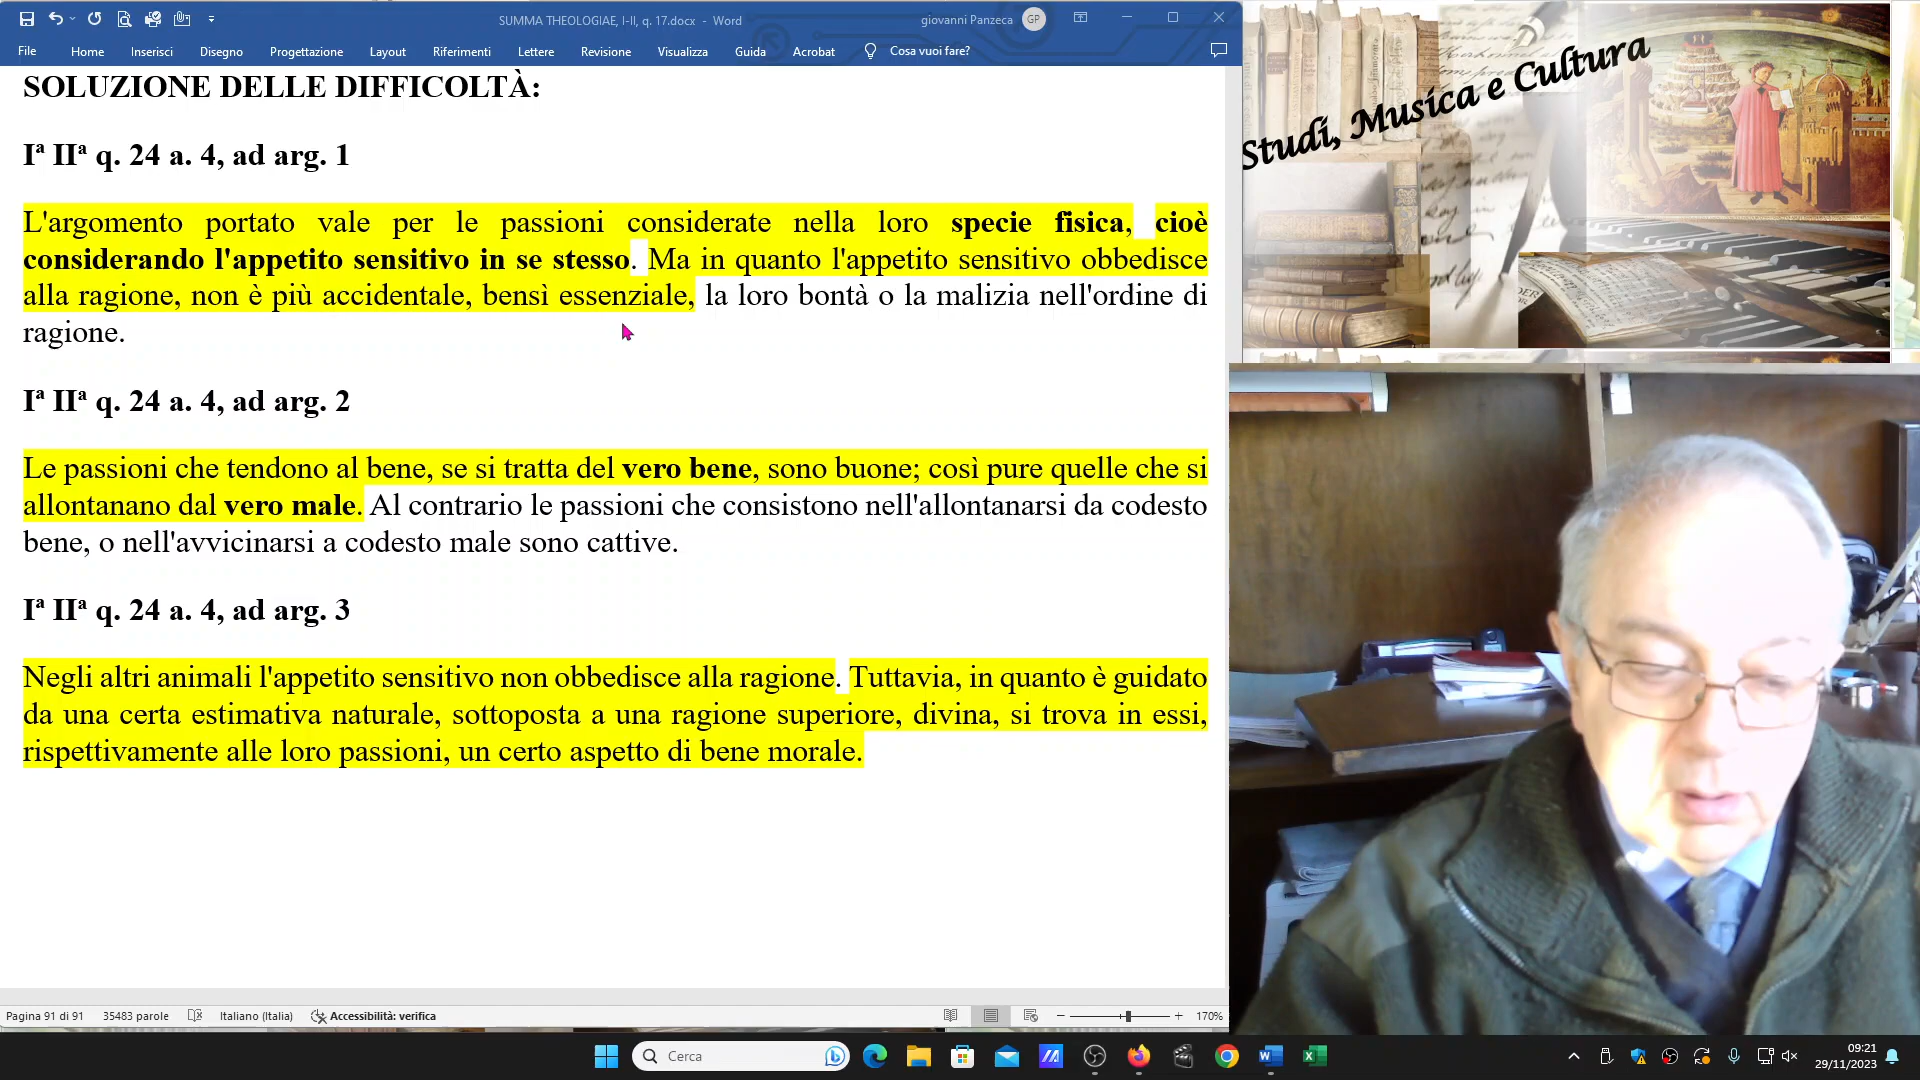 SUMMA THEOLOGIAE, I-II, q. 17.docx - Word
giovanni Panzeca
GP
File Home Inserisci Disegno Progettazione Layout Riferimenti Lettere Revisione Visualizza Guida Acrobat Cosa vuoi fare?
Studi, Musica e Cultura
SOLUZIONE DELLE DIFFICOLTÀ:
Iª IIª q. 24 a. 4, ad arg. 1
L'argomento portato vale per le passioni considerate nella loro specie fisica, cioè
considerando l'appetito sensitivo in se stesso. Ma in quanto l'appetito sensitivo obbedisce
alla ragione, non è più accidentale, bensì essenziale, la loro bontà o la malizia nell'ordine di
ragione.
Iª IIª q. 24 a. 4, ad arg. 2
Le passioni che tendono al bene, se si tratta del vero bene, sono buone; così pure quelle che si
allontanano dal vero male. Al contrario le passioni che consistono nell'allontanarsi da codesto
bene, o nell'avvicinarsi a codesto male sono cattive.
Iª IIª q. 24 a. 4, ad arg. 3
Negli altri animali l'appetito sensitivo non obbedisce alla ragione. Tuttavia, in quanto è guidato
da una certa estimativa naturale, sottoposta a una ragione superiore, divina, si trova in essi,
rispettivamente alle loro passioni, un certo aspetto di bene morale.
Pagina 91 di 91 35483 parole Italiano (Italia) Accessibilità: verifica
170%
Cerca
09:21
29/11/2023